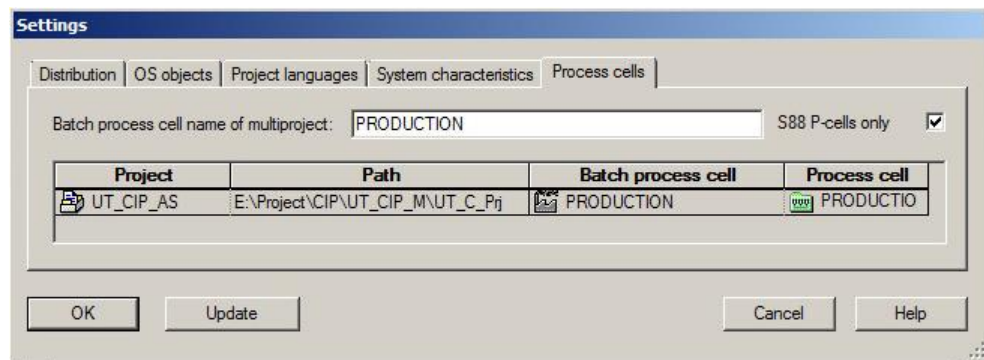 Settings
Distribution OS objects Project languages System characteristics Process cells
Batch process cell name of multiproject: PRODUCTION S88 P-cells only
Project Path Batch process cell Process cell
UT_CIP_AS E:\Project\CIP\UT_CIP_M\UT_C_Prj PRODUCTION PRODUCTIO
OK Update Cancel Help